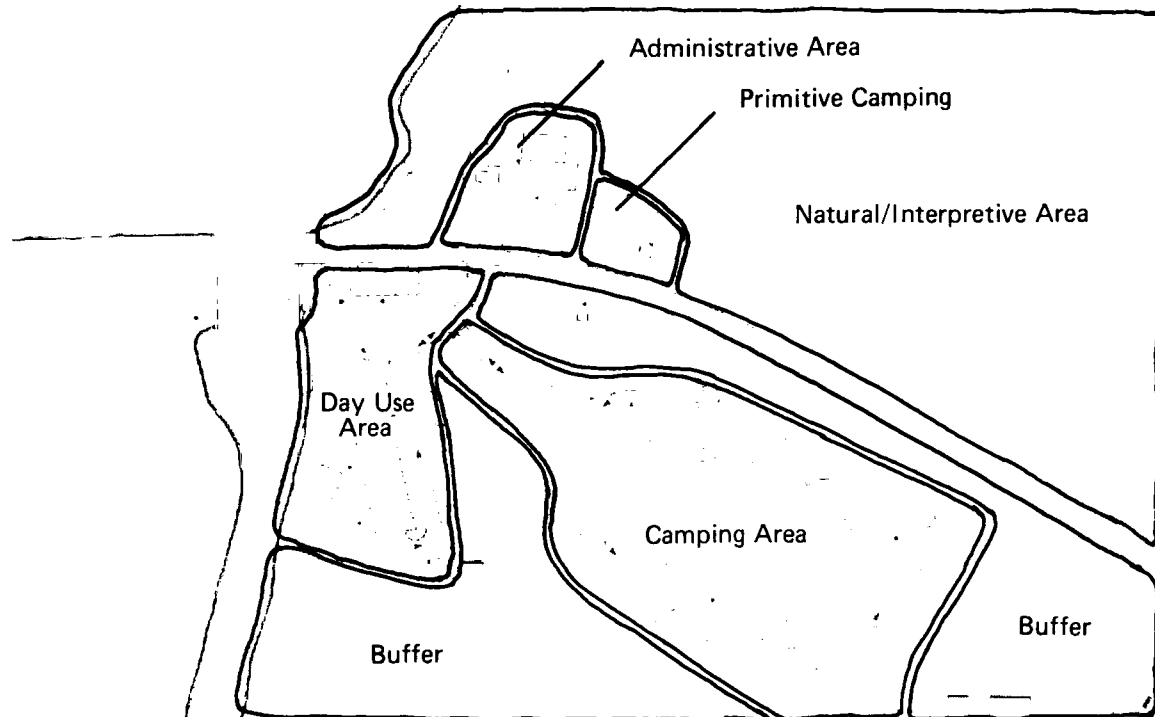 Administrative Area
Primitive Camping
Natural/Interpretive Area
Day Use
Area
Camping Area
Buffer
Buffer